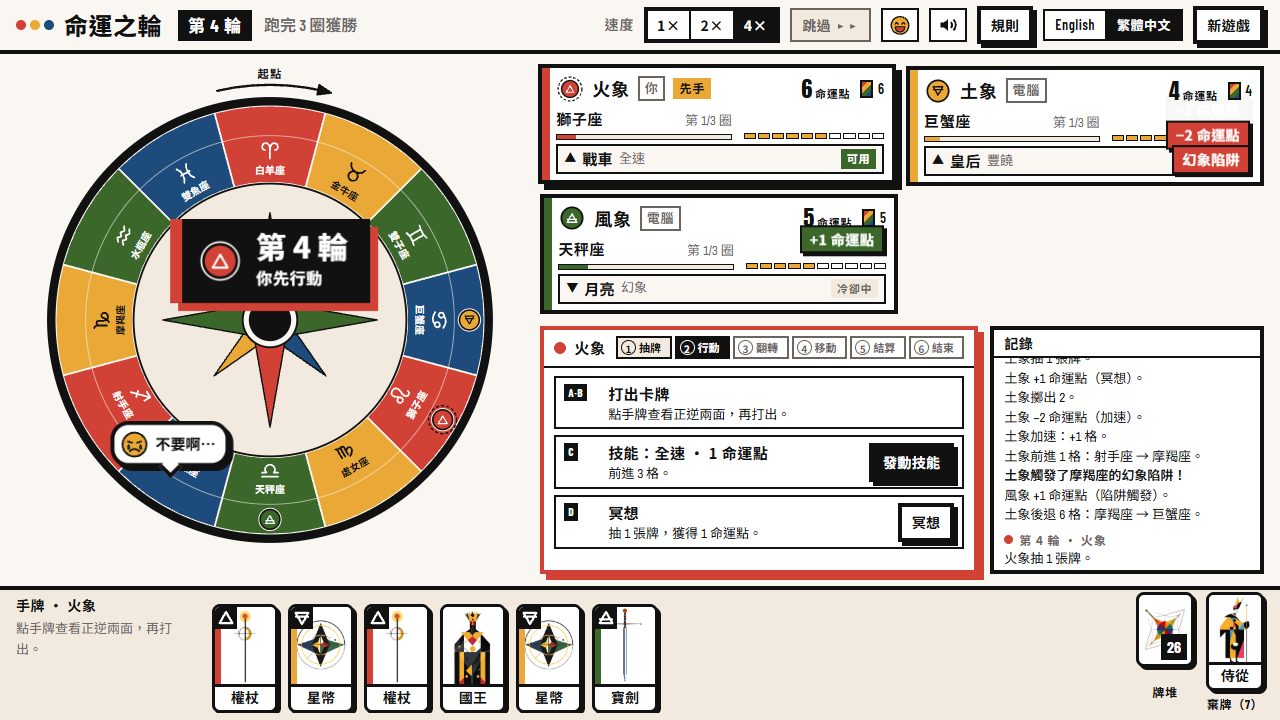 命運之輪
第 4 輪
跑完 3 圈獲勝
速度
1×
2×
4×
跳過 ▸ ▸
規則
English
繁體中文
新遊戲
起點
白羊座
金牛座
雙子座
巨蟹座
獅子座
處女座
天秤座
射手座
摩羯座
水瓶座
雙魚座
第 4 輪
你先行動
不要啊⋯
火象
你
先手
6 命運點
6
獅子座
第 1/3 圈
▲ 戰車 全速
可用
土象
電腦
4 命運點
4
巨蟹座
第 1/3 圈
−2 命運點
幻象陷阱
▲ 皇后 豐饒
風象
電腦
5 命運點
5
+1 命運點
天秤座
第 1/3 圈
▼ 月亮 幻象
冷卻中
火象
1 抽牌
2 行動
3 翻轉
4 移動
5 結算
6 結束
A-B
打出卡牌
點手牌查看正逆兩面，再打出。
C
技能：全速 · 1 命運點
前進 3 格。
發動技能
D
冥想
抽 1 張牌，獲得 1 命運點。
冥想
記錄
土象抽 1 張牌。
土象 +1 命運點（冥想）。
土象擲出 2。
土象 −2 命運點（加速）。
土象加速：+1 格。
土象前進 1 格：射手座 → 摩羯座。
土象觸發了摩羯座的幻象陷阱！
風象 +1 命運點（陷阱觸發）。
土象後退 6 格：摩羯座 → 巨蟹座。
第 4 輪 · 火象
火象抽 1 張牌。
手牌 · 火象
點手牌查看正逆兩面，再打
出。
權杖
星幣
權杖
國王
星幣
寶劍
26
牌堆
侍從
棄牌（7）